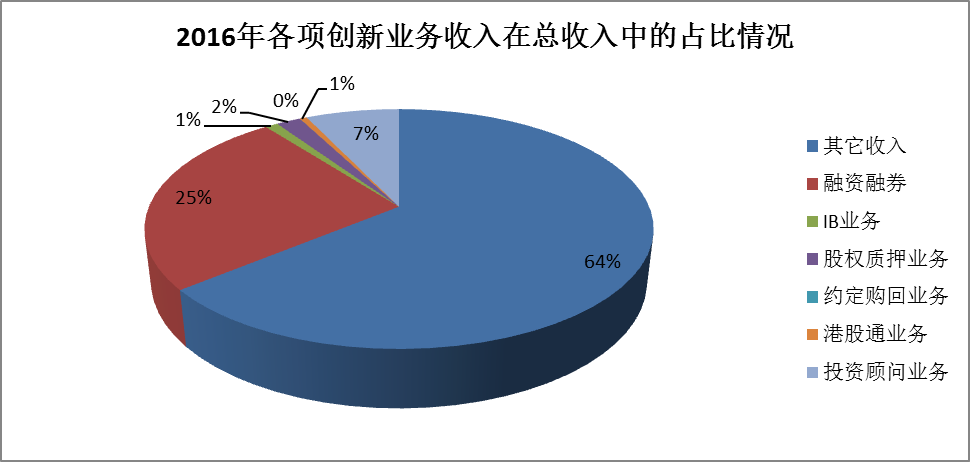 2016年各项创新业务收入在总收入中的占比情况
1%
2%
0%
1%
7%
25%
64%
其它收入
融资融券
IB业务
股权质押业务
约定购回业务
港股通业务
投资顾问业务